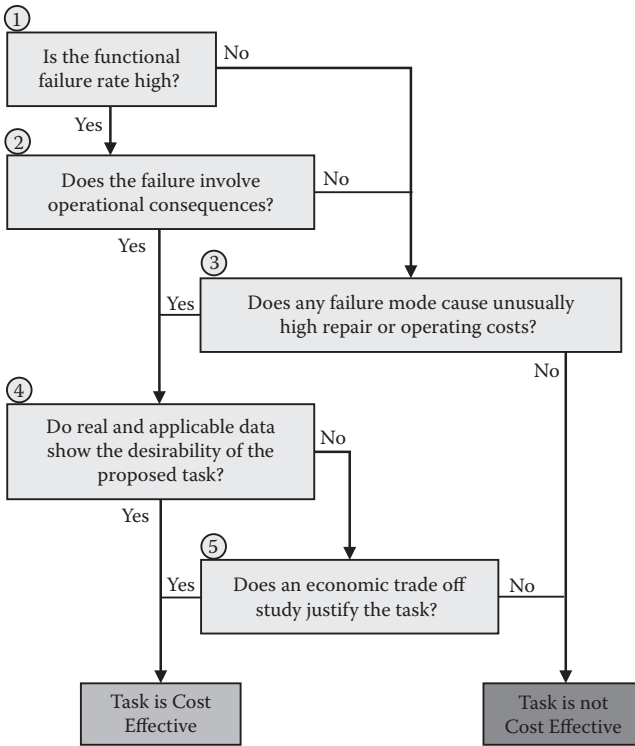 1
Is the functional
failure rate high?
No
Yes
2
Does the failure involve
operational consequences?
No
Yes
3
Does any failure mode cause unusually
high repair or operating costs?
Yes
No
4
Do real and applicable data
show the desirability of the
proposed task?
No
Yes
5
Does an economic trade off
study justify the task?
Yes
No
Task is Cost
Effective
Task is not
Cost Effective